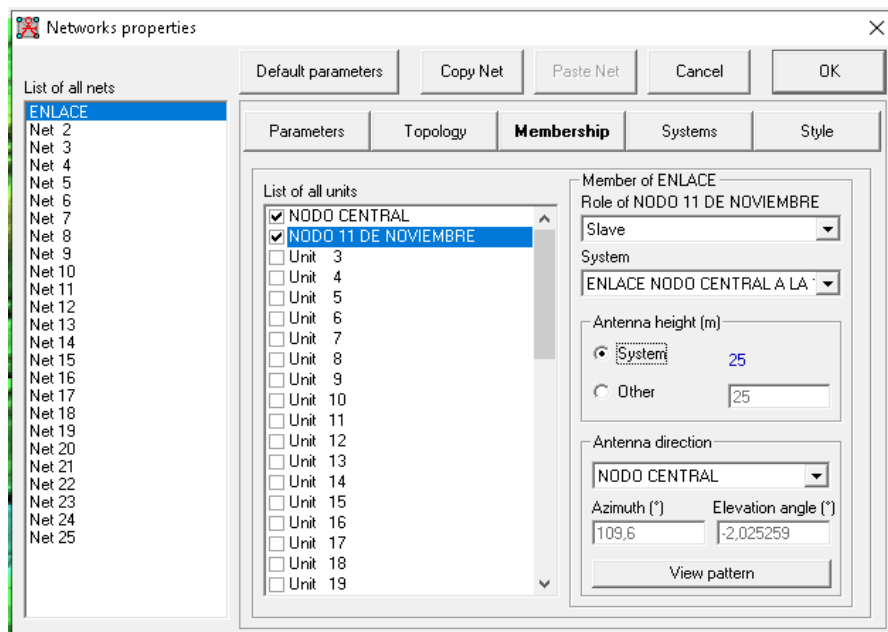 Networks properties
Default parameters
Copy Net
Paste Net
Cancel
OK
List of all nets
ENLACE
Net 2
Net 3
Net 4
Net 5
Net 6
Net 7
Net 8
Net 9
Net 10
Net 11
Net 12
Net 13
Net 14
Net 15
Net 16
Net 17
Net 18
Net 19
Net 20
Net 21
Net 22
Net 23
Net 24
Net 25
Parameters
Topology
Membership
Systems
Style
List of all units
NODO CENTRAL
NODO 11 DE NOVIEMBRE
Unit 3
Unit 4
Unit 5
Unit 6
Unit 7
Unit 8
Unit 9
Unit 10
Unit 11
Unit 12
Unit 13
Unit 14
Unit 15
Unit 16
Unit 17
Unit 18
Unit 19
Member of ENLACE
Role of NODO 11 DE NOVIEMBRE
Slave
System
ENLACE NODO CENTRAL A LA
Antenna height (m)
System 25
Other 25
Antenna direction
NODO CENTRAL
Azimuth (°) Elevation angle (°)
109,6 -2,025259
View pattern